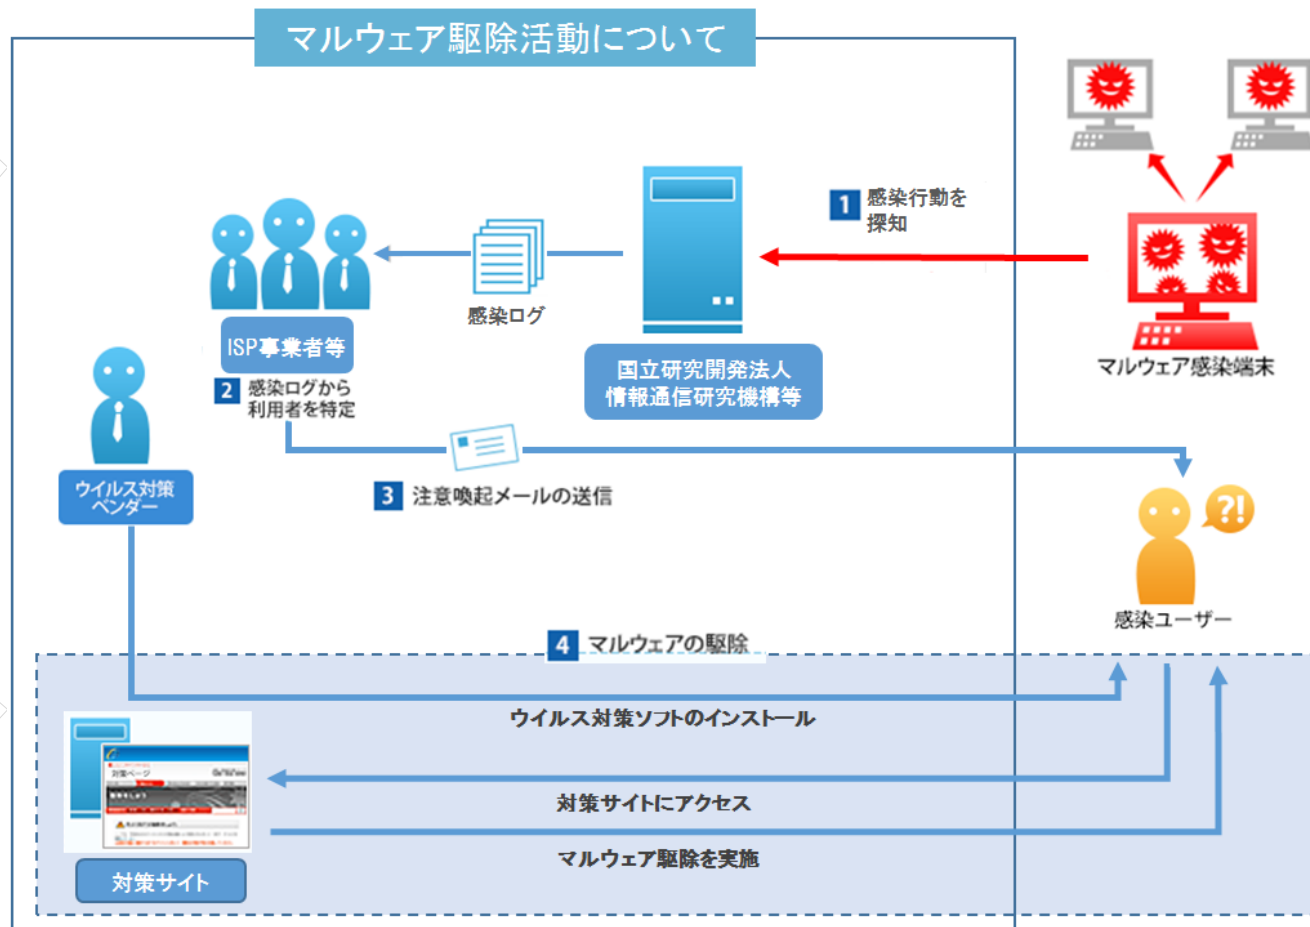 マルウェア駆除活動について
1 感染行動を
探知
感染ログ
ISP事業者等
国立研究開発法人
情報通信研究機構等
マルウェア感染端末
2 感染ログから
利用者を特定
ウイルス対策
ベンダー
3 注意喚起メールの送信
?!
感染ユーザー
4 マルウェアの駆除
ウイルス対策ソフトのインストール
対策ページ
対策サイトにアクセス
マルウェア駆除を実施
対策サイト